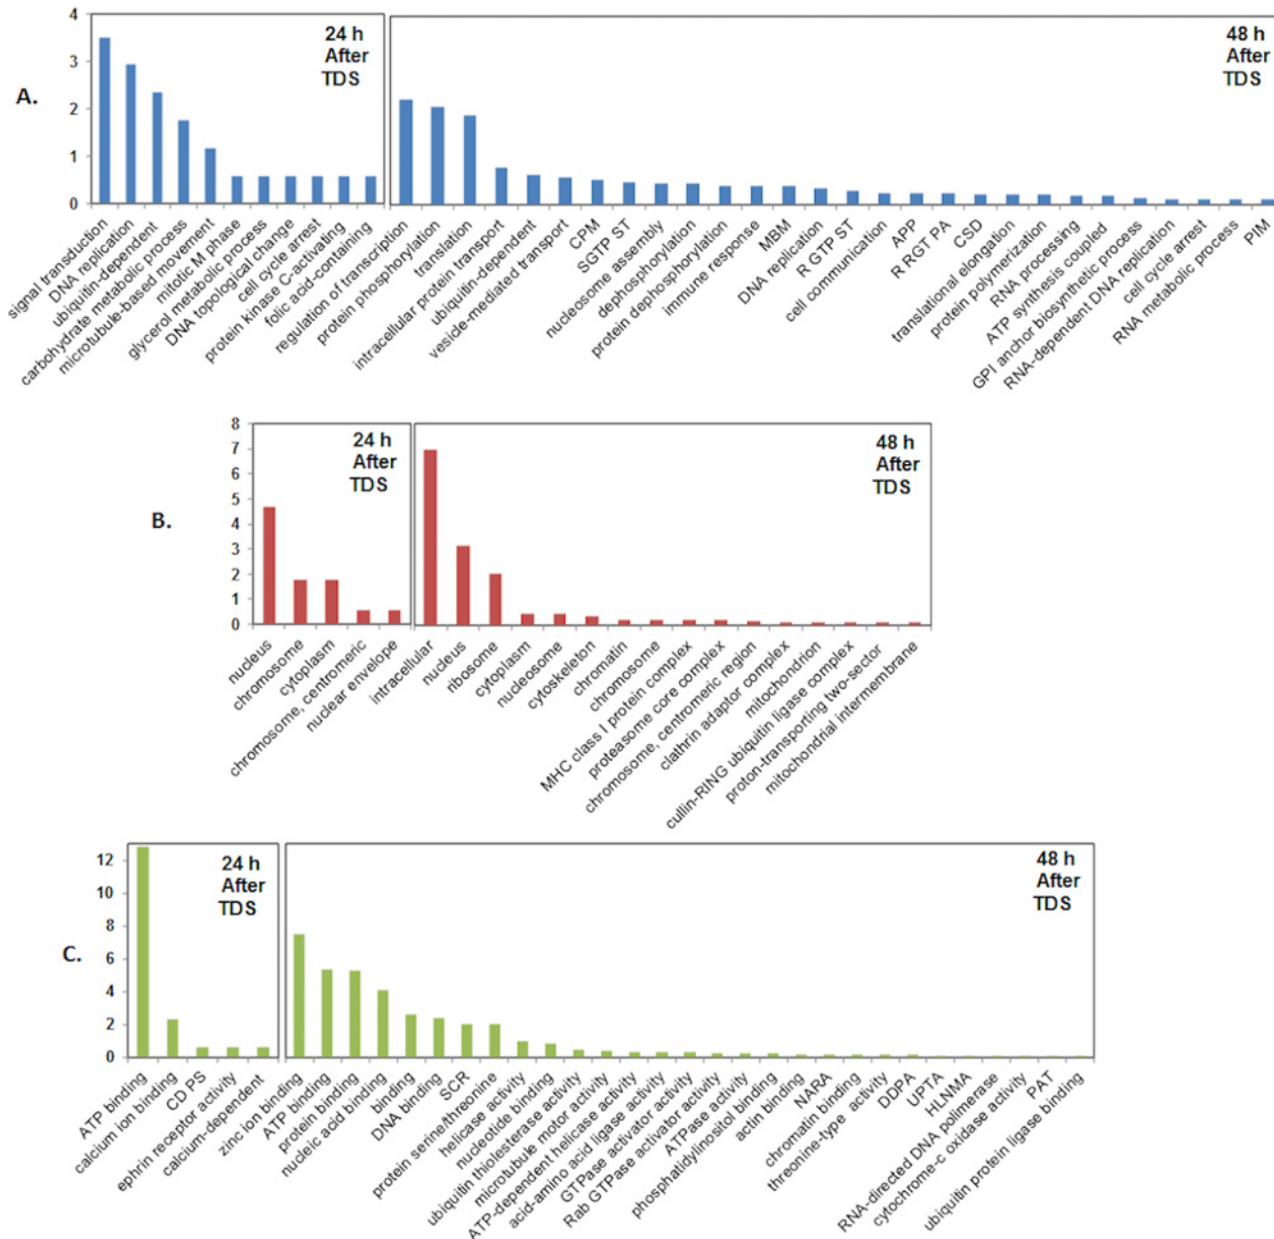 A.
4
3
2
1
0
24 h
After
TDS
48 h
After
TDS
signal transduction
DNA replication
ubiquitin-dependent
carbohydrate metabolic process
microtubule-based movement
mitotic M phase
glycerol metabolic process
DNA topological change
cell cycle arrest
protein kinase C-activating
folic acid-containing
regulation of transcription
protein phosphorylation
translation
intracellular protein transport
ubiquitin-dependent
vesicle-mediated transport
CPM
SGTP ST
nucleosome assembly
dephosphorylation
protein dephosphorylation
immune response
MBM
DNA replication
R GTP ST
cell communication
APP
R RGT PA
CSD
translational elongation
protein polymerization
RNA processing
ATP synthesis coupled
GPI anchor biosynthetic process
RNA-dependent DNA replication
cell cycle arrest
RNA metabolic process
PIM
B.
8
7
6
5
4
3
2
1
0
24 h
After
TDS
48 h
After
TDS
nucleus
chromosome
cytoplasm
chromosome, centromeric
nuclear envelope
intracellular
nucleus
ribosome
cytoplasm
nucleosome
cytoskeleton
chromatin
chromosome
MHC class I protein complex
proteasome core complex
chromosome, centromeric region
clathrin adaptor complex
mitochondrion
cullin-RING ubiquitin ligase complex
proton-transporting two-sector
mitochondrial intermembrane
C.
12
10
8
6
4
2
0
24 h
After
TDS
48 h
After
TDS
ATP binding
calcium ion binding
CDPS
ephrin receptor activity
calcium-dependent
zinc ion binding
ATP binding
protein binding
nucleic acid binding
binding
DNA binding
SCR
protein serine/threonine
helicase activity
nucleotide binding
ubiquitin thiolesterase activity
microtubule motor activity
ATP-dependent helicase activity
acid-amino acid ligase activity
GTPase activator activity
Rab GTPase activator activity
ATPase activity
phosphatidylinositol binding
actin binding
NARA
chromatin binding
threonine-type activity
DDPA
UPTA
HLNMA
RNA-directed DNA polimerase
cytochrome-c oxidase activity
PAT
ubiquitin protein ligase binding